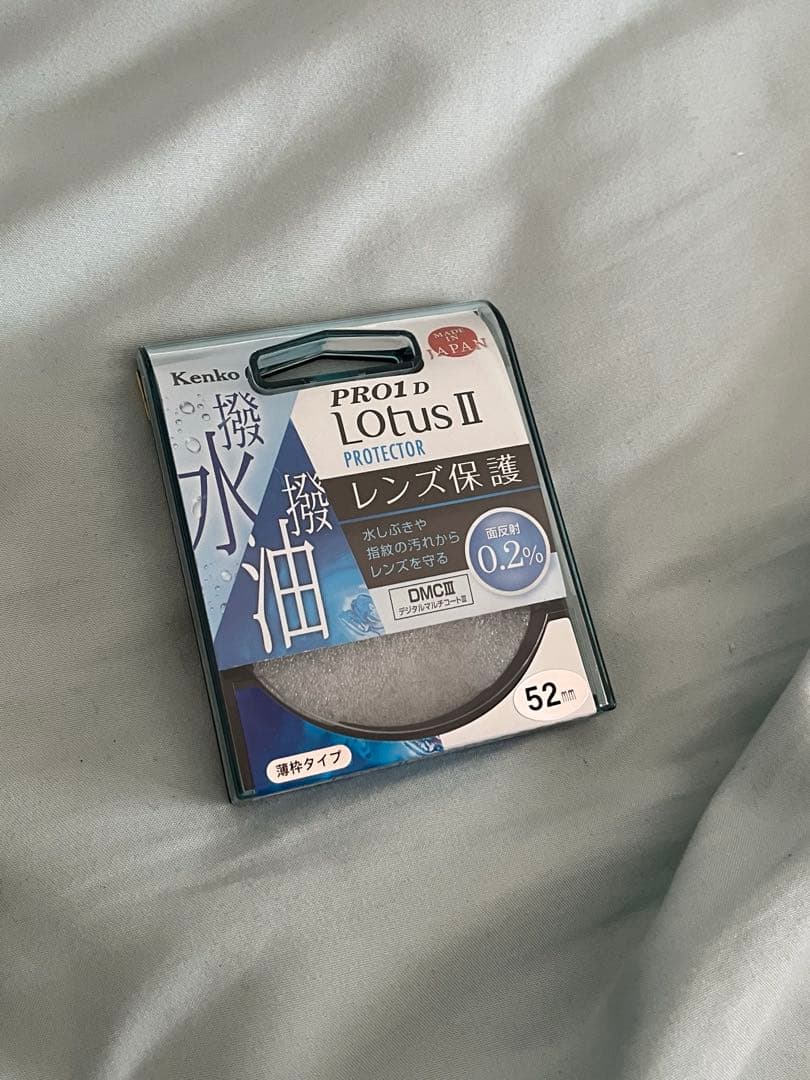 Kenko
MADE
IN
JAPAN
PRO1 D
LOtus II
PROTECTOR
撥水
撥油
レンズ保護
水しぶきや
指紋の汚れから
レンズを守る
面反射
0.2%
DMCⅢ
デジタルマルチコートⅢ
52mm
薄枠タイプ